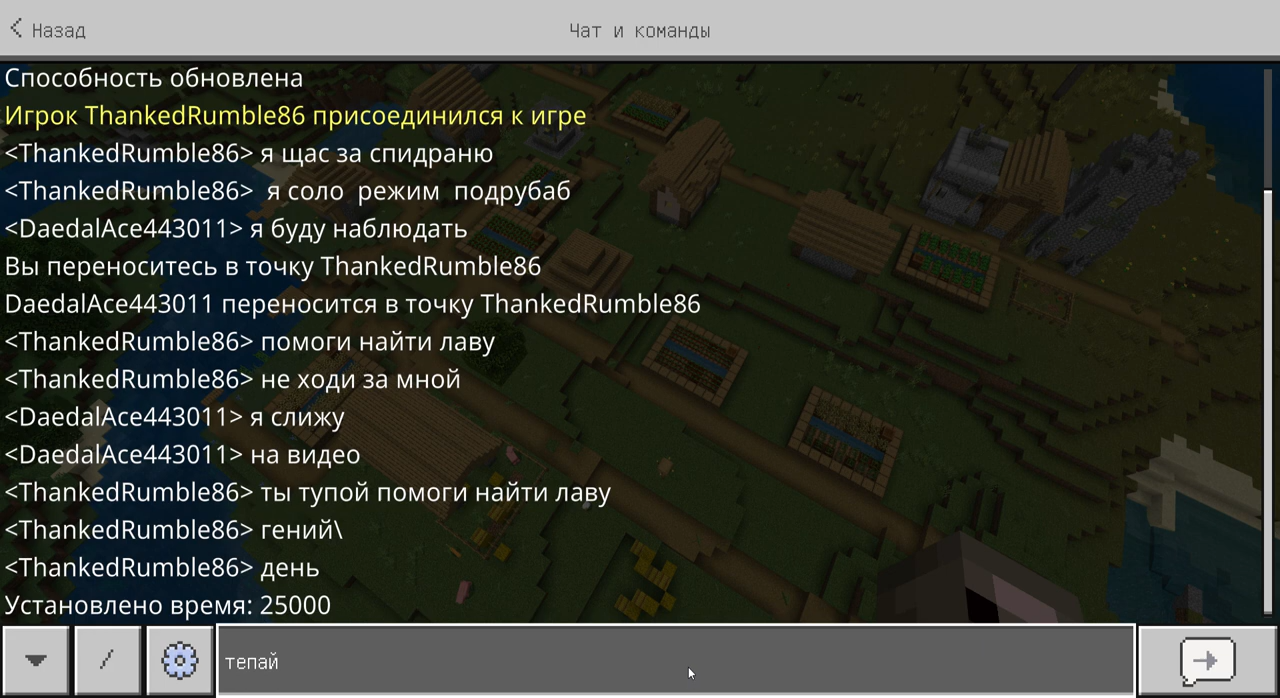 Назад
Чат и команды
Способность обновлена
Игрок ThankedRumble86 присоединился к игре
<ThankedRumble86> я щас за спидраню
<ThankedRumble86>  я соло  режим  подрубаб
<DaedalAce443011> я буду наблюдать
Вы переноситесь в точку ThankedRumble86
DaedalAce443011 переносится в точку ThankedRumble86
<ThankedRumble86> помоги найти лаву
<ThankedRumble86> не ходи за мной
<DaedalAce443011> я слижу
<DaedalAce443011> на видео
<ThankedRumble86> ты тупой помоги найти лаву
<ThankedRumble86> гений\
<ThankedRumble86> день
Установлено время: 25000
/
тепай